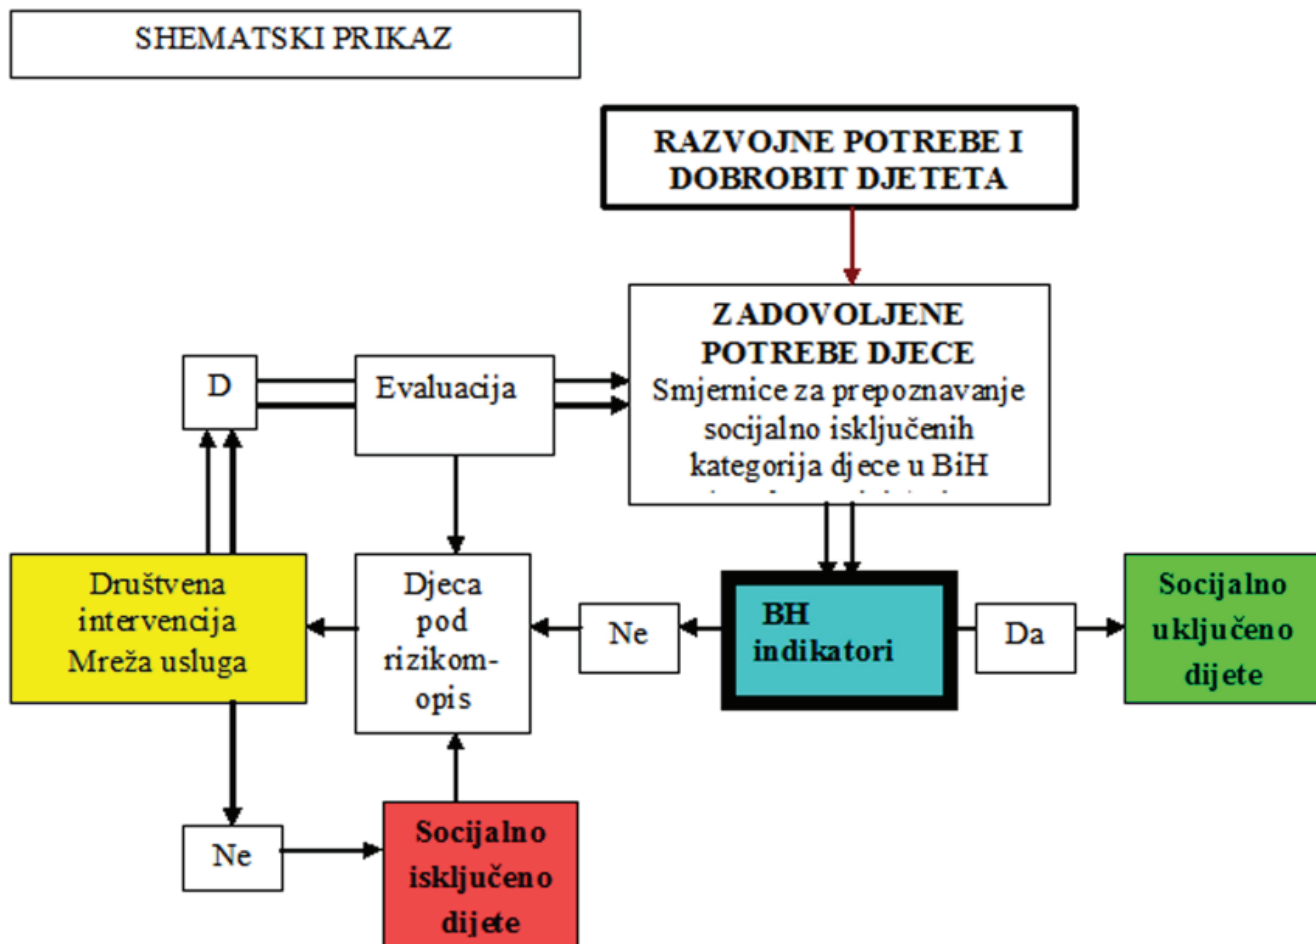 SHEMATSKI PRIKAZ
RAZVOJNE POTREBE I
DOBROBIT DJETETA
ZADOVOLJENE
POTREBE DJECE
Smjernice za prepoznavanje
socijalno isključenih
kategorija djece u BiH
D
Evaluacija
Društvena
intervencija
Mreža usluga
Djeca
pod
rizikom-
opis
Ne
BH
indikatori
Da
Socijalno
uključeno
dijete
Ne
Socijalno
isključeno
dijete